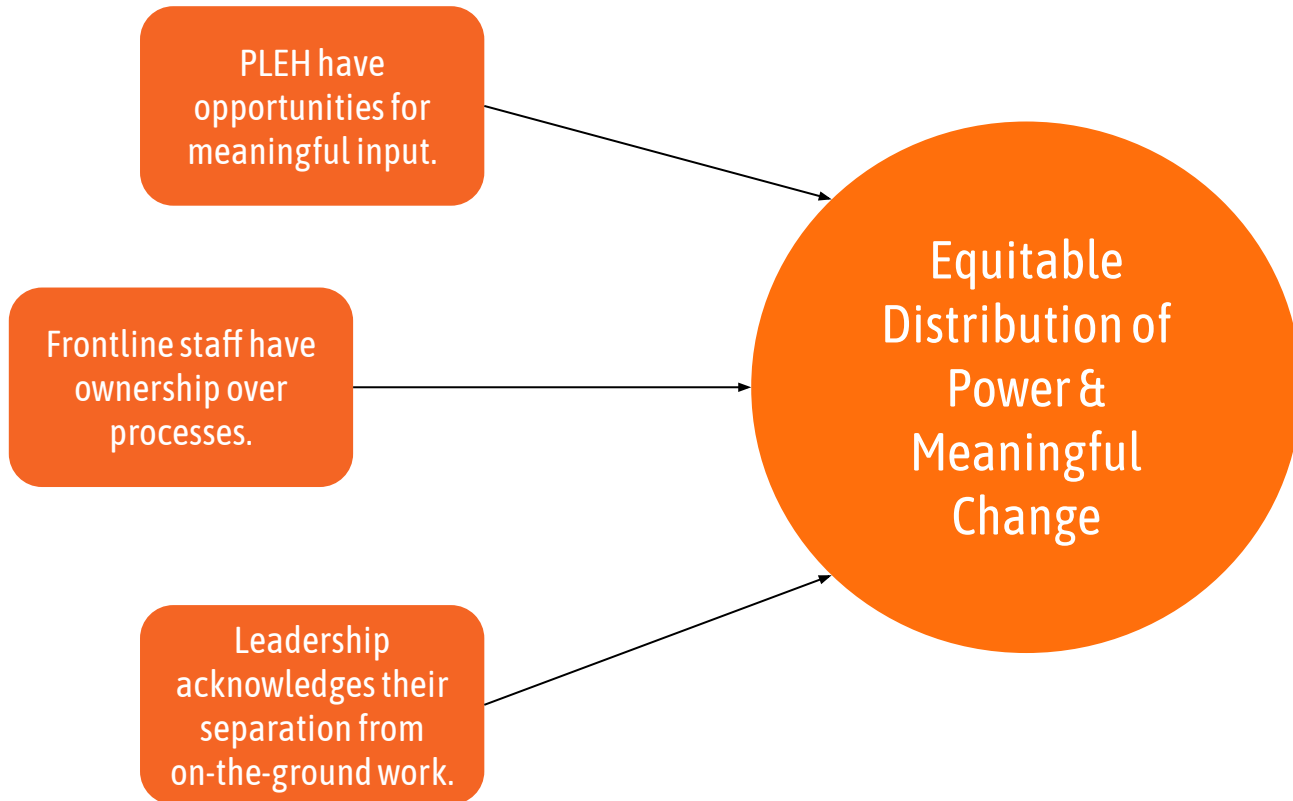 PLEH have
opportunities for
meaningful input.
Frontline staff have
ownership over
processes.
Leadership
acknowledges their
separation from
on-the-ground work.
Equitable
Distribution of
Power &
Meaningful
Change